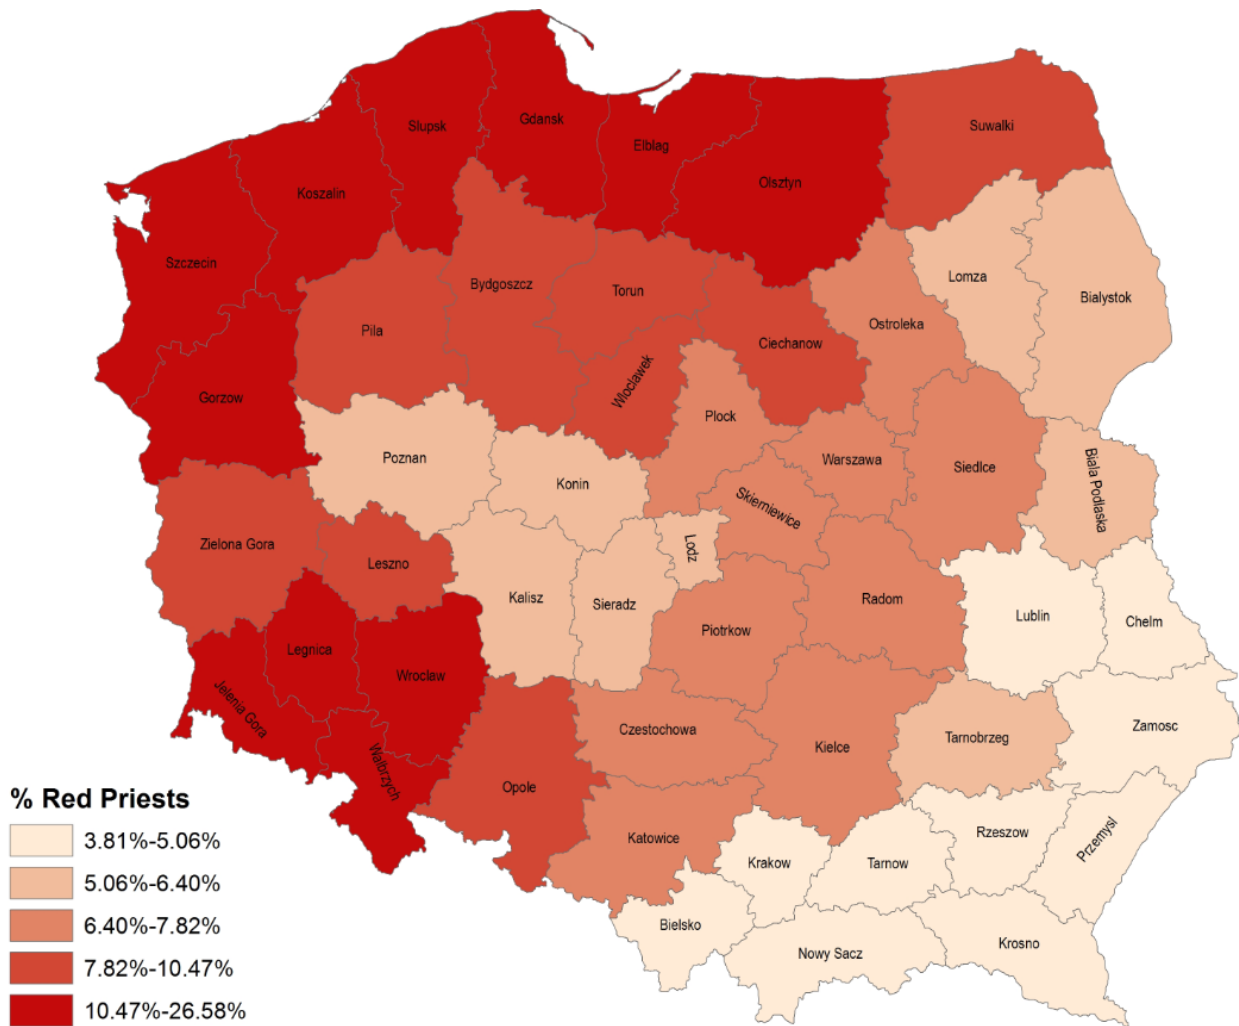 Slupsk
Gdansk
Elblag
Suwalki
Koszalin
Olsztyn
Szczecin
Lomza
Bialystok
Bydgoszcz
Torun
Ostroleka
Pila
Ciechanow
Wloclawek
Gorzow
Plock
Poznan
Konin
Warszawa
Siedlce
Biala Podlaska
Skierniewice
Zielona Gora
Leszno
Lodz
Kalisz
Sieradz
Radom
Lublin
Chelm
Piotrkow
Legnica
Wroclaw
Jelenia Gora
Czestochowa
Kielce
Tarnobrzeg
Zamosc
Walbrzych
Opole
Katowice
Rzeszow
Przemysl
Krakow
Tarnow
Bielsko
Nowy Sacz
Krosno
% Red Priests
3.81%-5.06%
5.06%-6.40%
6.40%-7.82%
7.82%-10.47%
10.47%-26.58%